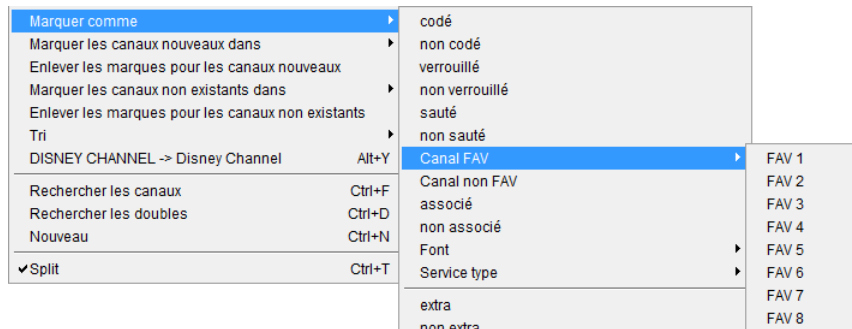 Marquer comme
Marquer les canaux nouveaux dans
Enlever les marques pour les canaux nouveaux
Marquer les canaux non existants dans
Enlever les marques pour les canaux non existants
Tri
DISNEY CHANNEL -> Disney Channel Alt+Y
Rechercher les canaux Ctrl+F
Rechercher les doubles Ctrl+D
Nouveau Ctrl+N
Split Ctrl+T
codé
non codé
verrouillé
non verrouillé
sauté
non sauté
Canal FAV
Canal non FAV
associé
non associé
Font
Service type
extra
non extra
FAV 1
FAV 2
FAV 3
FAV 4
FAV 5
FAV 6
FAV 7
FAV 8